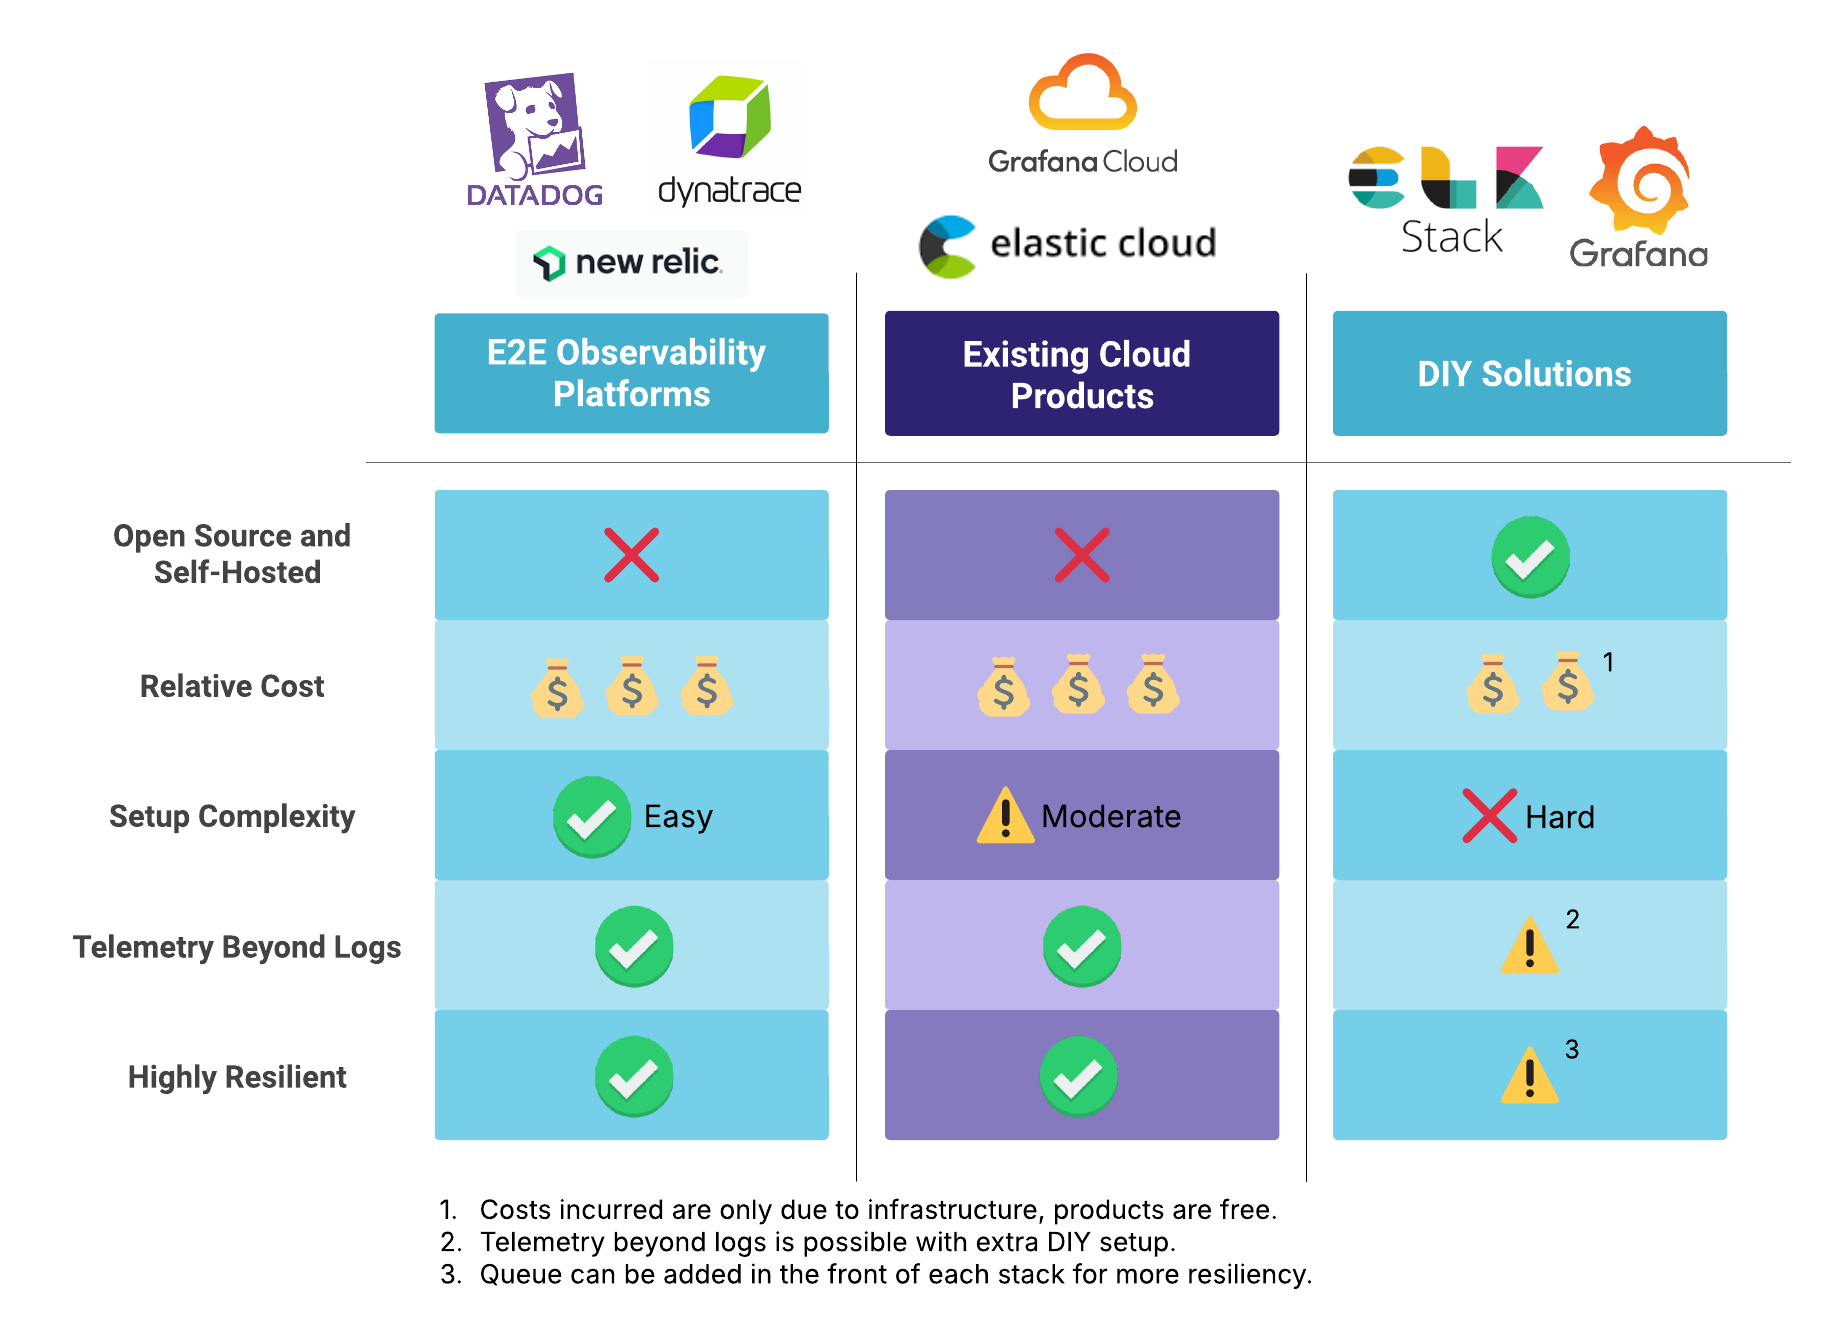 DATADOG
dynatrace
new relic.
Grafana Cloud
elastic cloud
ELK
Stack
Grafana
E2E Observability
Platforms
Existing Cloud
Products
DIY Solutions
Open Source and
Self-Hosted
Relative Cost
$ $ $
$ $ $
$ $ 1
Setup Complexity
Easy
Moderate
Hard
Telemetry Beyond Logs
2
Highly Resilient
3
1. Costs incurred are only due to infrastructure, products are free.
2. Telemetry beyond logs is possible with extra DIY setup.
3. Queue can be added in the front of each stack for more resiliency.